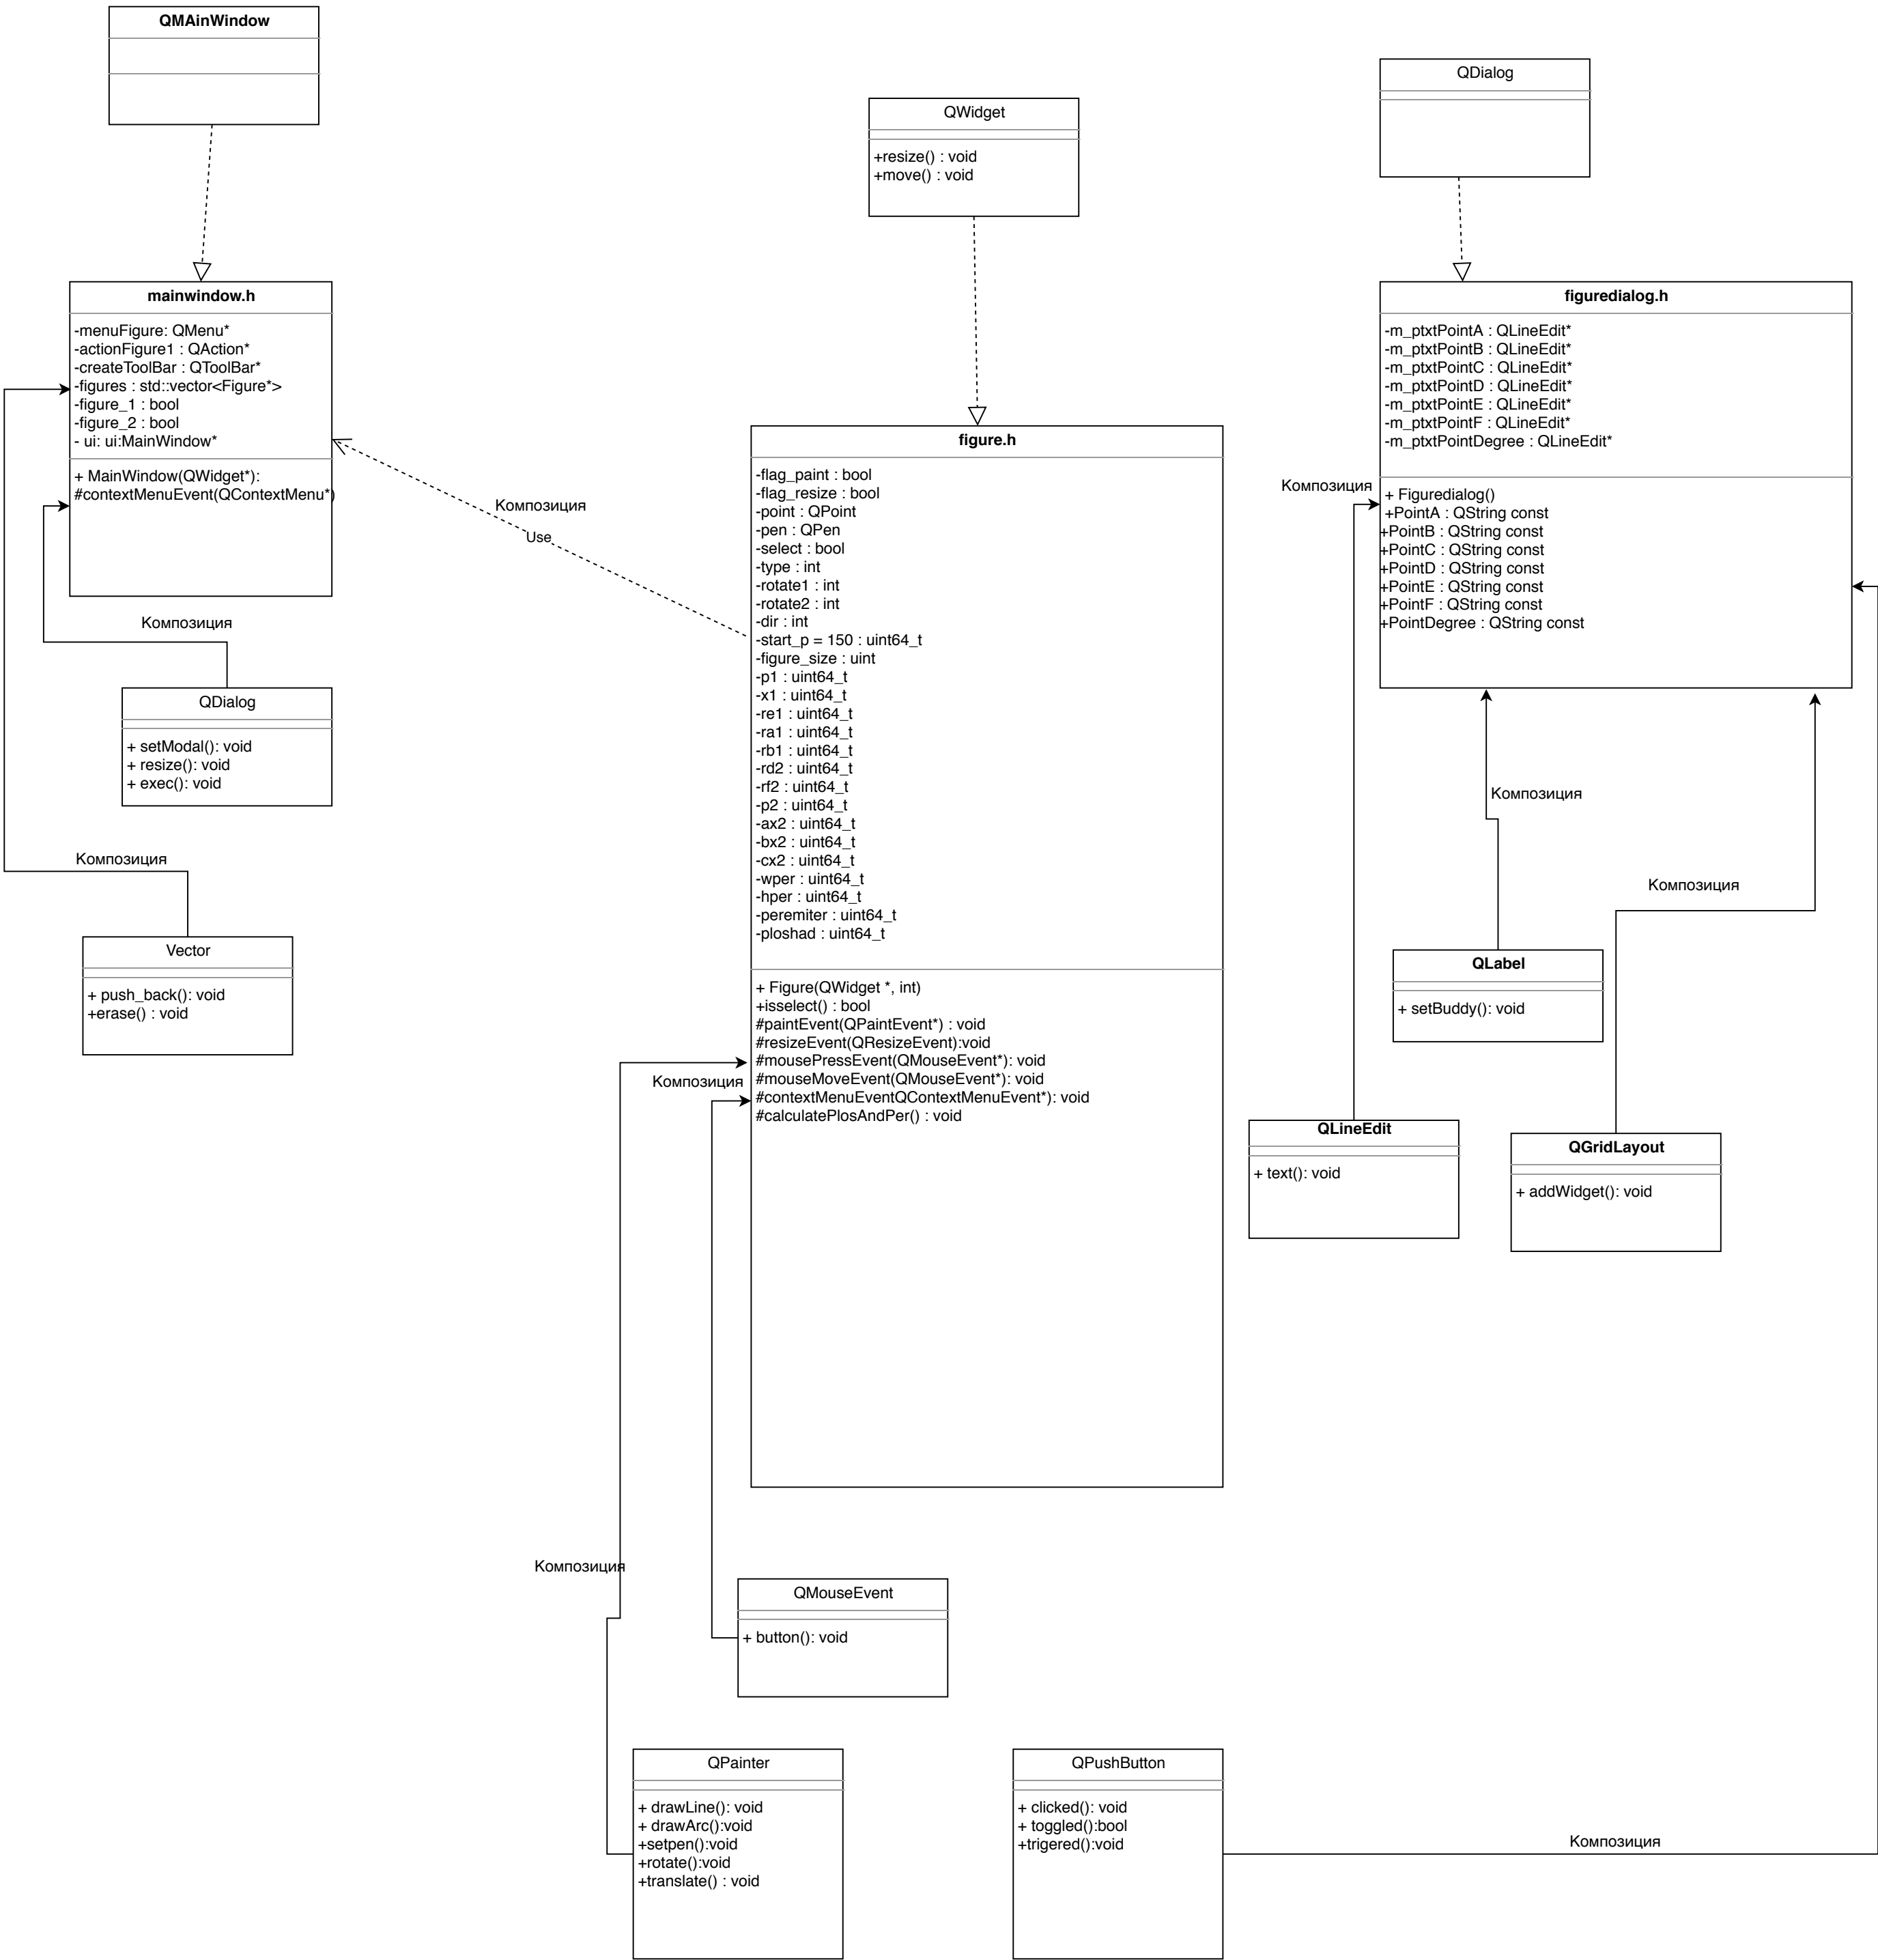 QMAinWindow
QWidget
+resize() : void
+move() : void
QDialog
mainwindow.h
-menuFigure: QMenu*
-actionFigure1 : QAction*
-createToolBar : QToolBar*
-figures : std::vector<Figure*>
-figure_1 : bool
-figure_2 : bool
- ui: ui:MainWindow*
+ MainWindow(QWidget*):
#contextMenuEvent(QContextMenu*)
Композиция
QDialog
+ setModal(): void
+ resize(): void
+ exec(): void
Композиция
Vector
+ push_back(): void
+erase() : void
Композиция
Use
figure.h
-flag_paint : bool
-flag_resize : bool
-point : QPoint
-pen : QPen
-select : bool
-type : int
-rotate1 : int
-rotate2 : int
-dir : int
-start_p = 150 : uint64_t
-figure_size : uint
-p1 : uint64_t
-x1 : uint64_t
-re1 : uint64_t
-ra1 : uint64_t
-rb1 : uint64_t
-rd2 : uint64_t
-rf2 : uint64_t
-p2 : uint64_t
-ax2 : uint64_t
-bx2 : uint64_t
-cx2 : uint64_t
-wper : uint64_t
-hper : uint64_t
-peremiter : uint64_t
-ploshad : uint64_t
+ Figure(QWidget *, int)
+isselect() : bool
#paintEvent(QPaintEvent*) : void
#resizeEvent(QResizeEvent):void
#mousePressEvent(QMouseEvent*): void
#mouseMoveEvent(QMouseEvent*): void
#contextMenuEventQContextMenuEvent*): void
#calculatePlosAndPer() : void
Композиция
Композиция
QMouseEvent
+ button(): void
QPainter
+ drawLine(): void
+ drawArc():void
+setpen():void
+rotate():void
+translate() : void
figuredialog.h
-m_ptxtPointA : QLineEdit*
-m_ptxtPointB : QLineEdit*
-m_ptxtPointC : QLineEdit*
-m_ptxtPointD : QLineEdit*
-m_ptxtPointE : QLineEdit*
-m_ptxtPointF : QLineEdit*
-m_ptxtPointDegree : QLineEdit*
+ Figuredialog()
+PointA : QString const
+PointB : QString const
+PointC : QString const
+PointD : QString const
+PointE : QString const
+PointF : QString const
+PointDegree : QString const
Композиция
Композиция
Композиция
QLabel
+ setBuddy(): void
QLineEdit
+ text(): void
QGridLayout
+ addWidget(): void
QPushButton
+ clicked(): void
+ toggled():bool
+trigered():void
Композиция